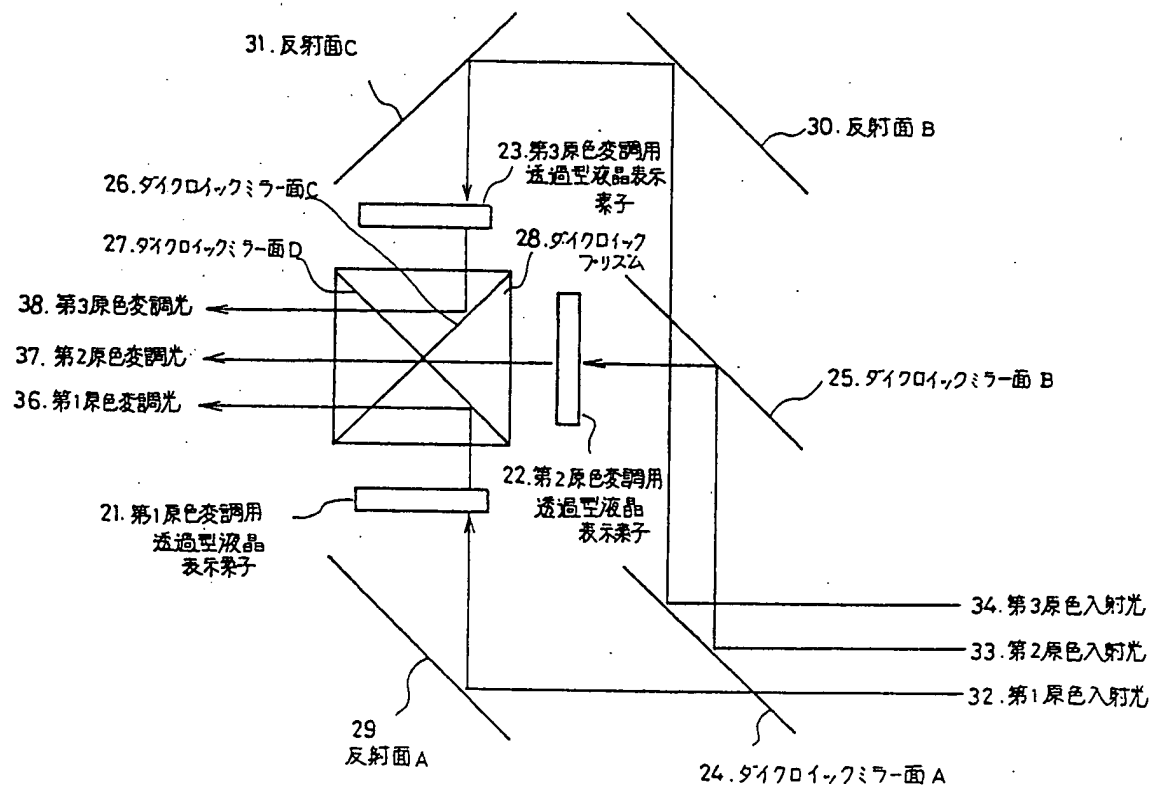 31.反射面C
30.反射面B
23.第3原色変調用
透過型液晶表示
素子
26.ダイクロイックミラー面C
27.ダイクロイックミラー面D
28.ダイクロイック
プリズム
38.第3原色変調光
37.第2原色変調光
36.第1原色変調光
25.ダイクロイックミラー面B
22.第2原色変調用
透過型液晶
表示素子
21.第1原色変調用
透過型液晶
表示素子
34.第3原色入射光
33.第2原色入射光
32.第1原色入射光
29
反射面A
24.ダイクロイックミラー面A